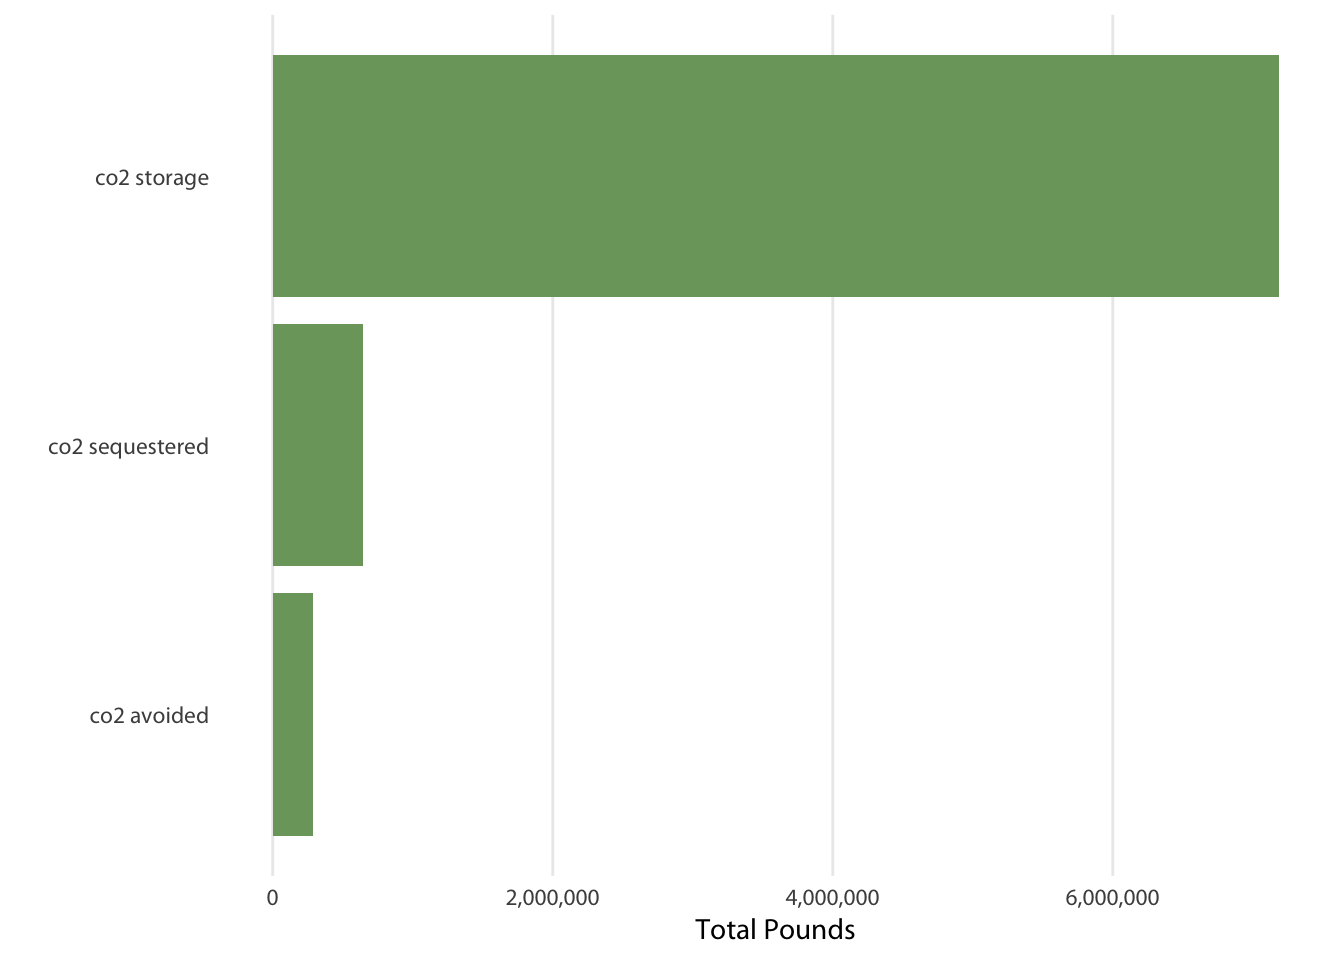 co2 storage
co2 sequestered
co2 avoided
0 2,000,000 4,000,000 6,000,000
Total Pounds